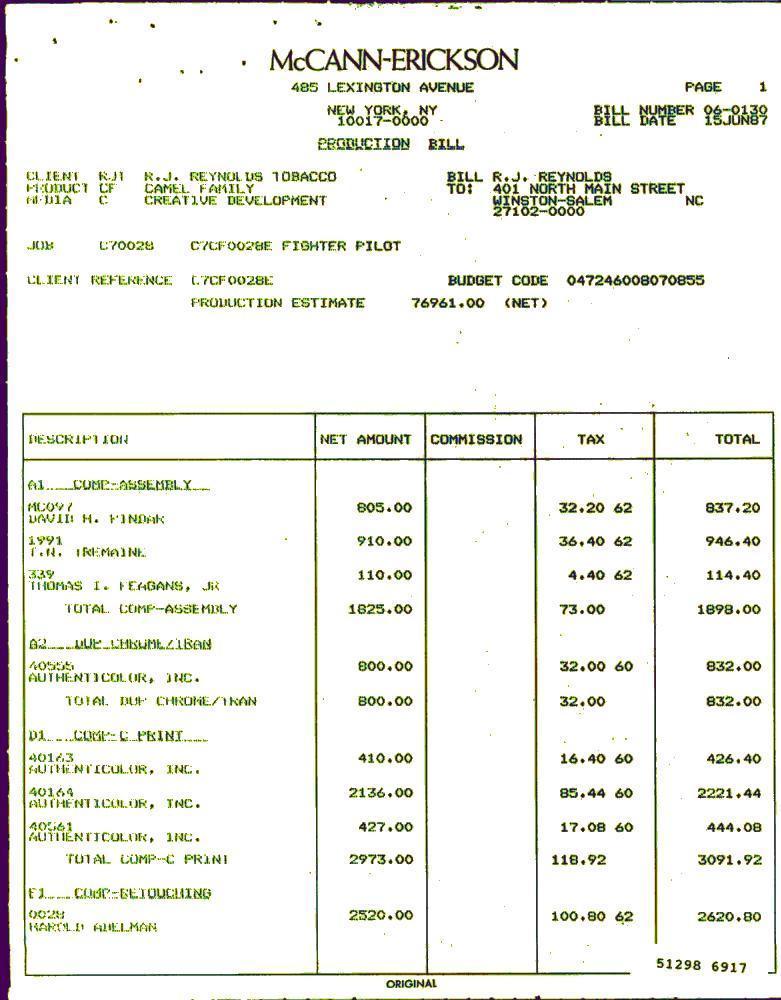 McCANN-ERICKSON
485 LEXINGTON AVENUE PAGE 1
NEW YORK, NY BILL NUMBER 06-0130
10017-0000 BILL DATE 15JUN87
PRODUCTION BILL
CLIENT RJT R.J. REYNOLDS TOBACCO BILL R.J. REYNOLDS
PRODUCT CF CAMEL FAMILY TO: 401 NORTH MAIN STREET
MEDIA C CREATIVE DEVELOPMENT WINSTON-SALEM NC
27102-0000
JOB C70028 C7CF0028E FIGHTER PILOT
CLIENT REFERENCE C7CF0028E BUDGET CODE 047246008070855
PRODUCTION ESTIMATE 76961.00 (NET)
DESCRIPTION NET AMOUNT COMMISSION TAX TOTAL
A1 COMP-ASSEMBLY
MC097 805.00 32.20 62 837.20
DAVID H. PINDAR
1991 910.00 36.40 62 946.40
T.N. TREMAINE
339 110.00 4.40 62 114.40
THOMAS I. FEAGANS, JR
TOTAL COMP-ASSEMBLY 1825.00 73.00 1898.00
A2 DUP CHROME/TRAN
40555 800.00 32.00 60 832.00
AUTHENTICOLOR, INC.
TOTAL DUP CHROME/TRAN 800.00 32.00 832.00
D1 COMP-C PRINT
40163 410.00 16.40 60 426.40
AUTHENTICOLOR, INC.
40164 2136.00 85.44 60 2221.44
AUTHENTICOLOR, INC.
40561 427.00 17.08 60 444.08
AUTHENTICOLOR, INC.
TOTAL COMP-C PRINT 2973.00 118.92 3091.92
F1 COMP-RETOUCHING
0028 2520.00 100.80 62 2620.80
HAROLD ADELMAN
51298 6917
ORIGINAL